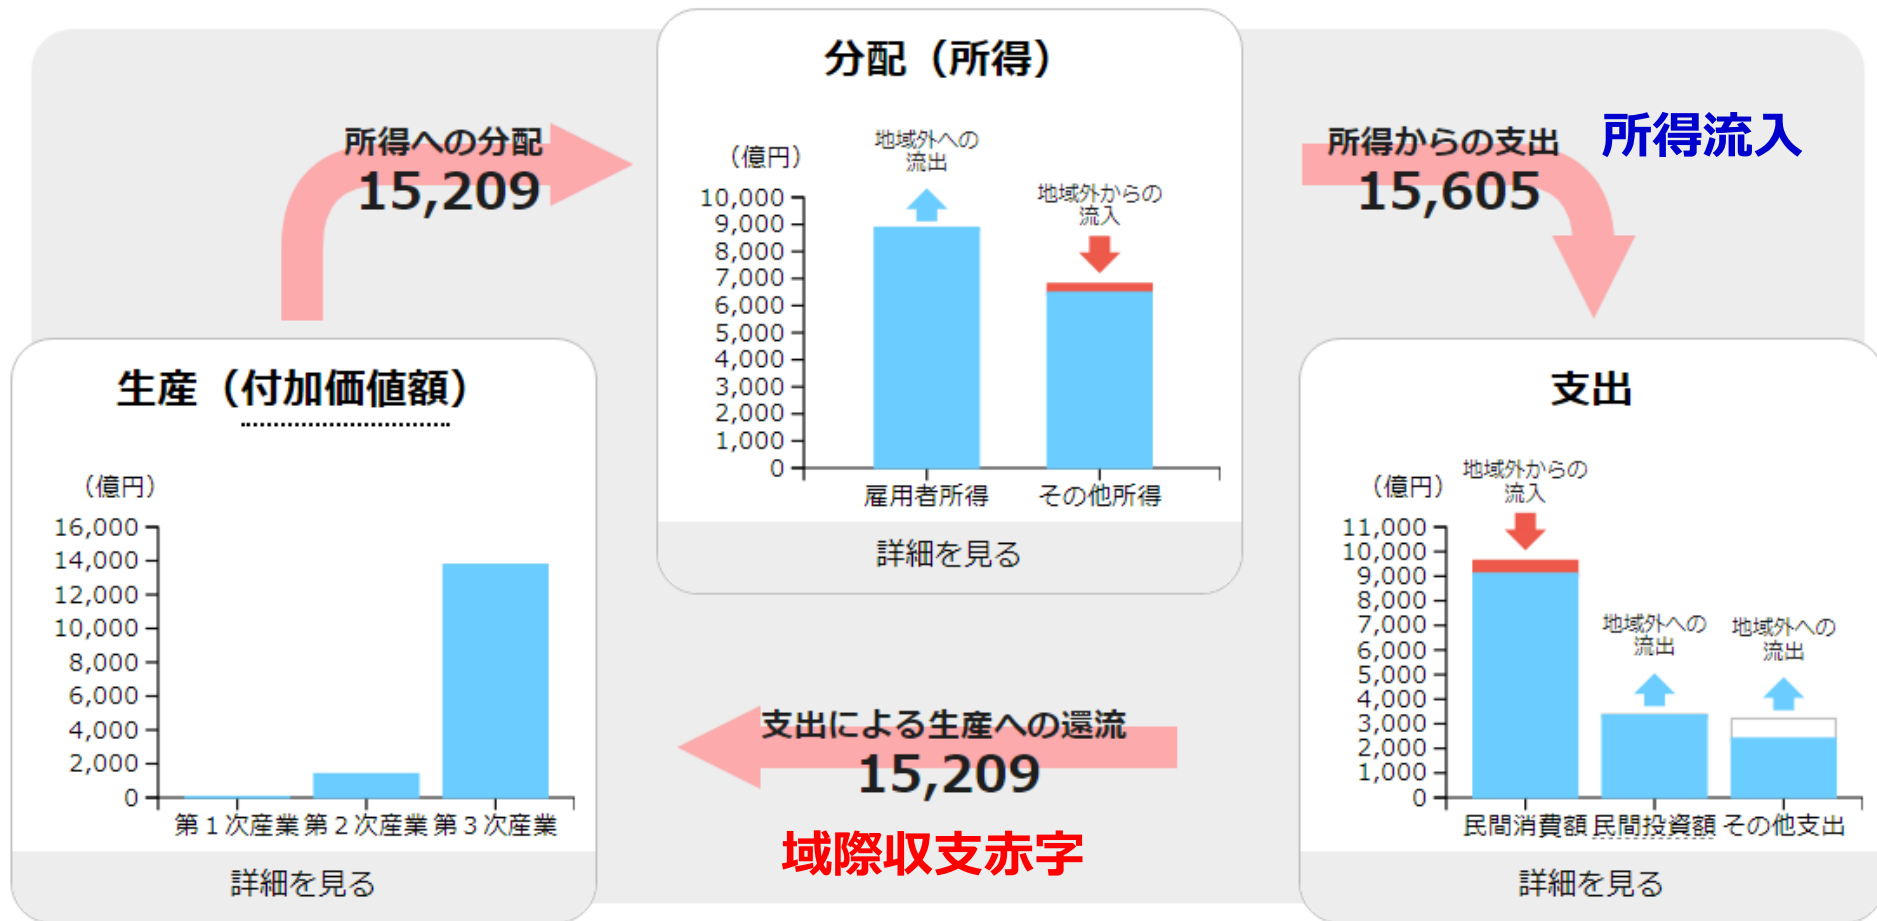 分配（所得）
所得への分配
15,209
所得からの支出
15,605
所得流入
（億円）
地域外への
流出
地域外からの
流入
10,000
9,000
8,000
7,000
6,000
5,000
4,000
3,000
2,000
1,000
0
雇用者所得
その他所得
詳細を見る
生産（付加価値額）
（億円）
16,000
14,000
12,000
10,000
8,000
6,000
4,000
2,000
0
第１次産業
第２次産業
第３次産業
詳細を見る
支出
（億円）
地域外からの
流入
地域外への
流出
地域外への
流出
11,000
10,000
9,000
8,000
7,000
6,000
5,000
4,000
3,000
2,000
1,000
0
民間消費額
民間投資額
その他支出
詳細を見る
支出による生産への還流
15,209
域際収支赤字